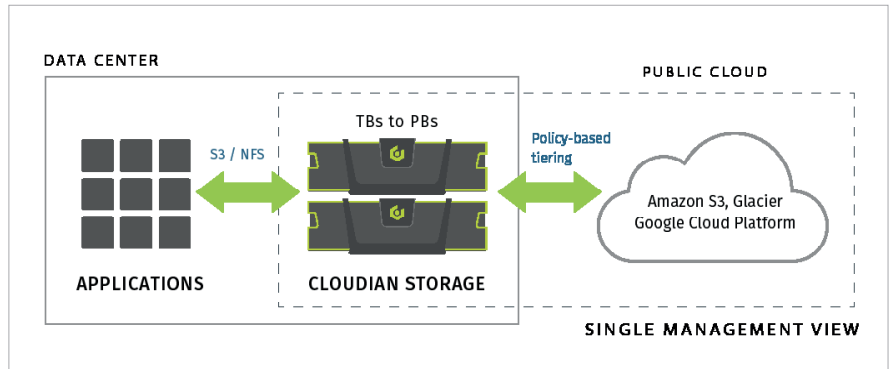 DATA CENTER
PUBLIC CLOUD
TBs to PBs
S3 / NFS
Policy-based
tiering
Amazon S3, Glacier
Google Cloud Platform
APPLICATIONS
CLOUDIAN STORAGE
SINGLE MANAGEMENT VIEW